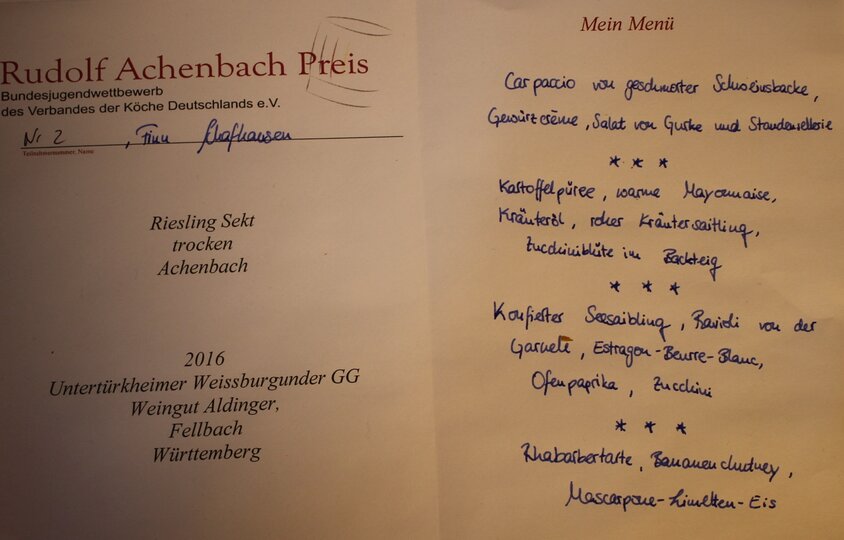 Rudolf Achenbach Preis
Bundesjugendwettbewerb
des Verbandes der Köche Deutschlands e.V.
Nr 2 , Finn Schafhausen
Teilnehmernummer, Name
Riesling Sekt
trocken
Achenbach
2016
Untertürkheimer Weissburgunder GG
Weingut Aldinger,
Fellbach
Württemberg
Mein Menü
Carpaccio von geschmorter Schweinsbacke,
Gewürzcrème, Salat von Gurke und Staudensellerie
* * *
Kartoffelpüree, warme Mayonnaise,
Kräuteröl, roher Kräutersaitling,
Zucchiniblüte im Backteig
* * *
Konfierter Seesaibling, Ravioli von der
Garnele, Estragon-Beurre-Blanc,
Ofenpaprika, Zucchini
* * *
Rhabarbertarte, Bananenchutney,
Mascarpone-Limetten-Eis